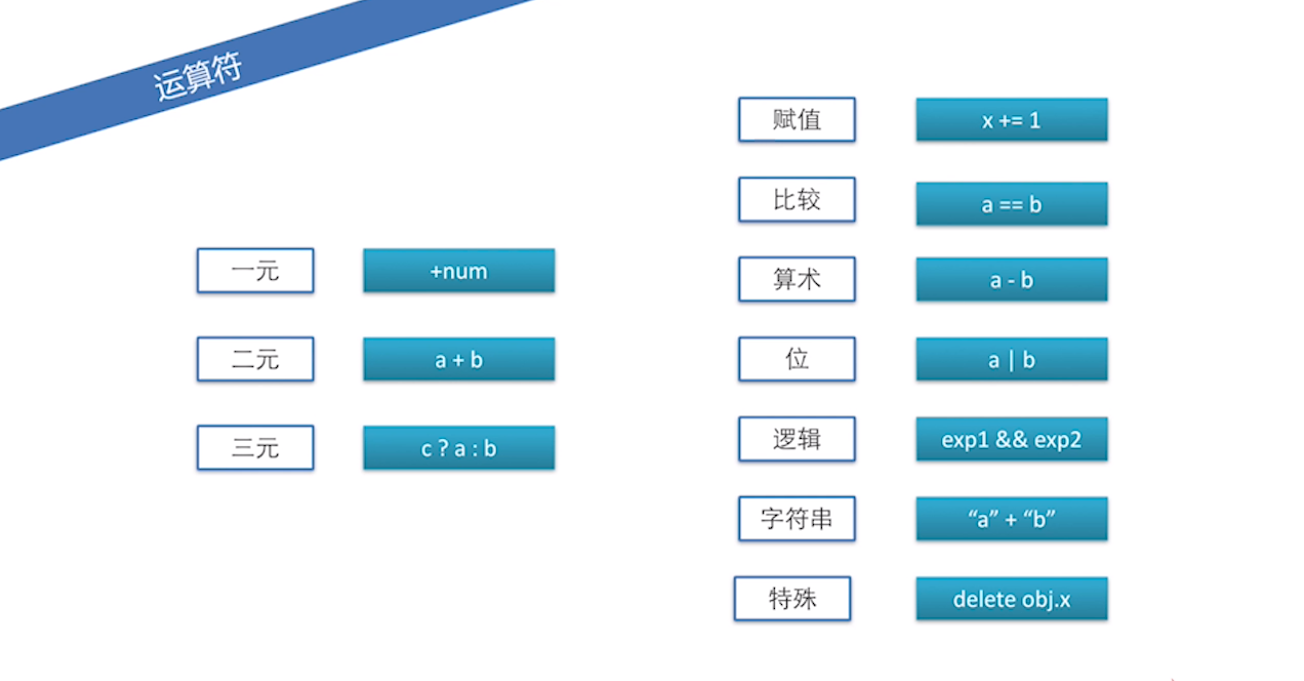 运算符
一元
+num
二元
a + b
三元
c ? a : b
赋值
x += 1
比较
a == b
算术
a - b
位
a | b
逻辑
exp1 && exp2
字符串
“a” + “b”
特殊
delete obj.x